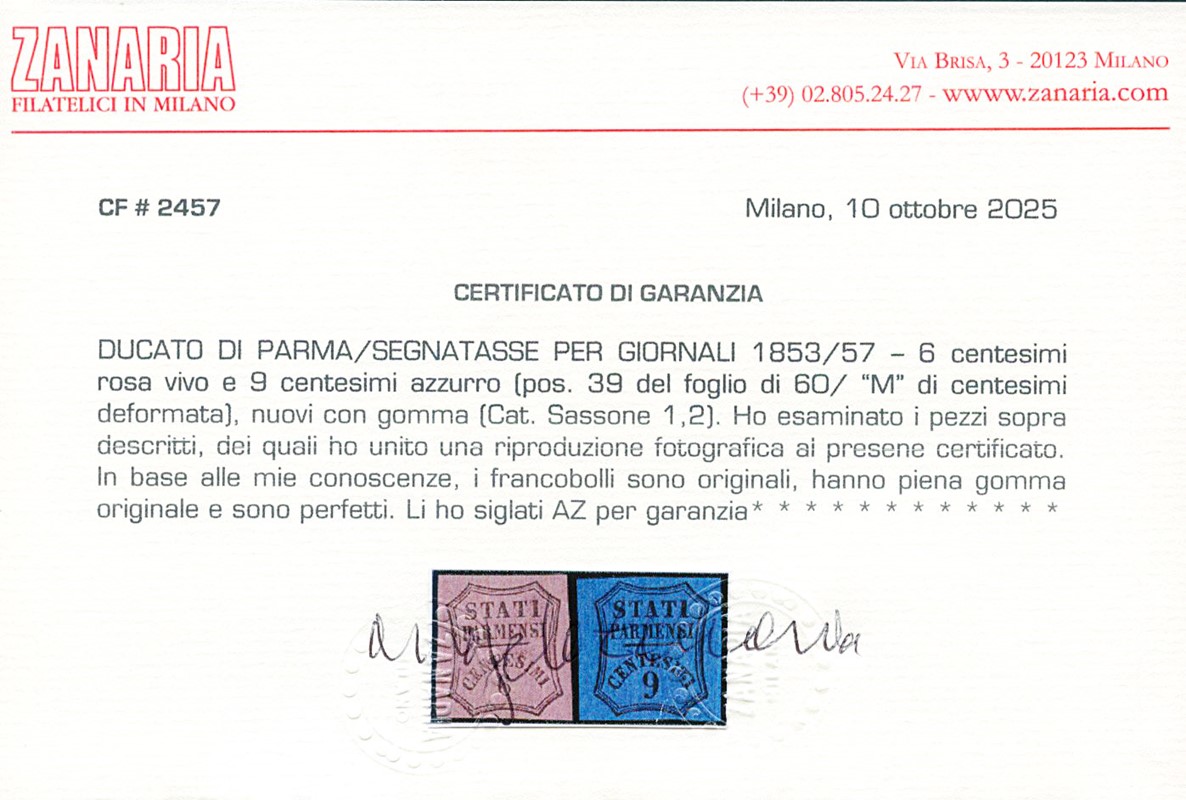 ZANARIA
FILATELICI IN MILANO
VIA BRISA, 3 - 20123 MILANO
(+39) 02.805.24.27 - wwww.zanaria.com
CF # 2457
Milano, 10 ottobre 2025
CERTIFICATO DI GARANZIA
DUCATO DI PARMA/SEGNATASSE PER GIORNALI 1853/57 – 6 centesimi
rosa vivo e 9 centesimi azzurro (pos. 39 del foglio di 60/ “M” di centesimi
deformata), nuovi con gomma (Cat. Sassone 1,2). Ho esaminato i pezzi sopra
descritti, dei quali ho unito una riproduzione fotografica al presene certificato.
In base alle mie conoscenze, i francobolli sono originali, hanno piena gomma
originale e sono perfetti. Li ho siglati AZ per garanzia* * * * * * * * * * * *
STATI
PARMENSI
CENTESIMI
STATI
PARMENSI
CENTESIMI
9